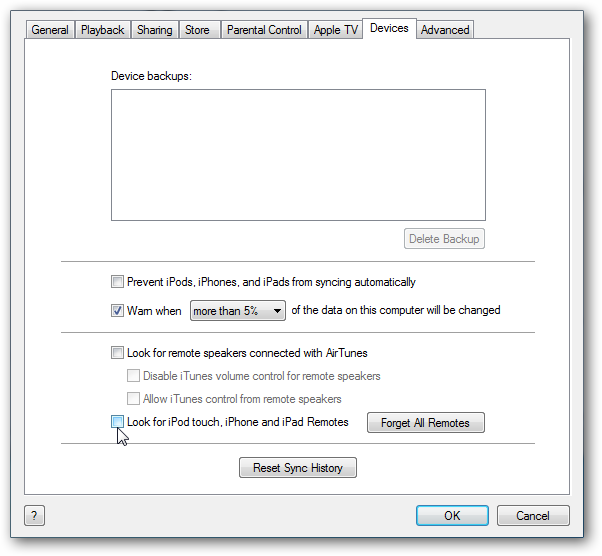 General Playback Sharing Store Parental Control Apple TV Devices Advanced
Device backups:
Delete Backup
Prevent iPods, iPhones, and iPads from syncing automatically
Warn when more than 5% of the data on this computer will be changed
Look for remote speakers connected with AirTunes
Disable iTunes volume control for remote speakers
Allow iTunes control from remote speakers
Look for iPod touch, iPhone and iPad Remotes Forget All Remotes
Reset Sync History
? OK Cancel